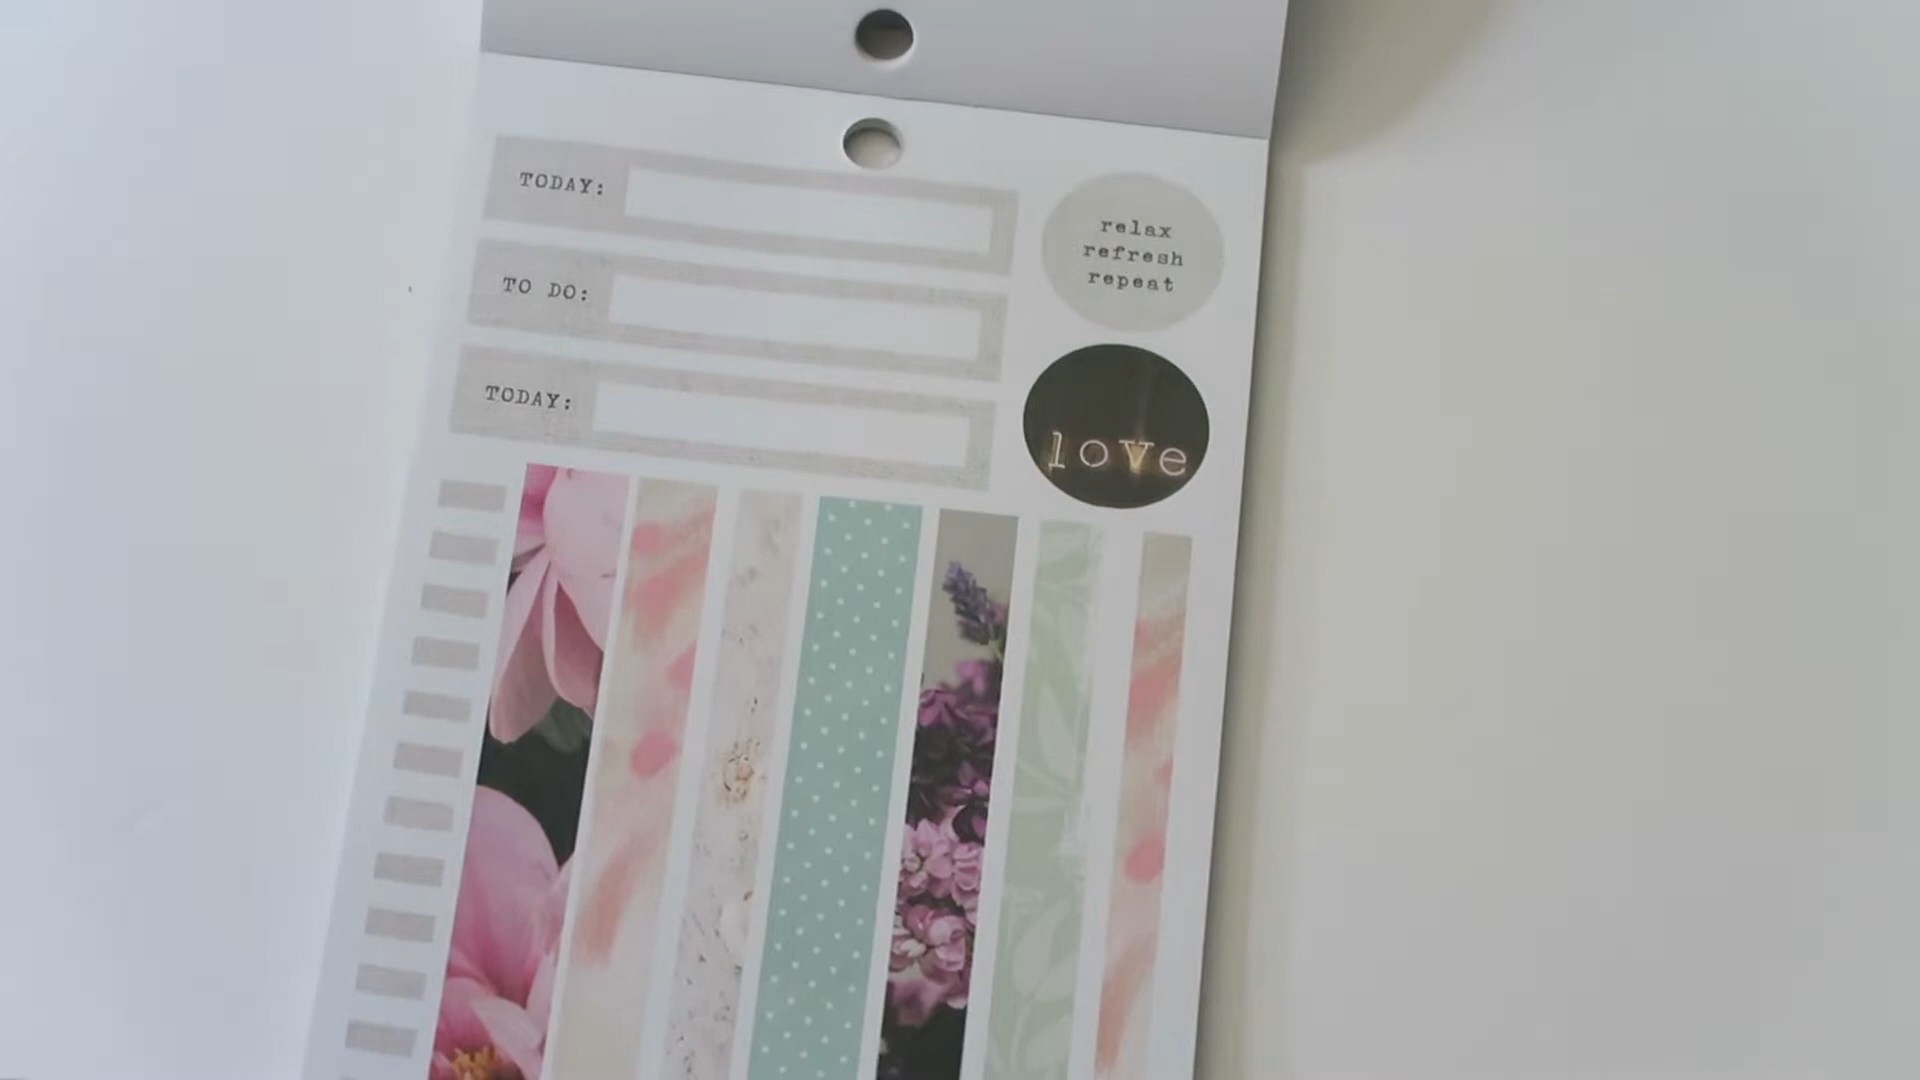 TODAY:
TO DO:
TODAY:
relax
refresh
repeat
love